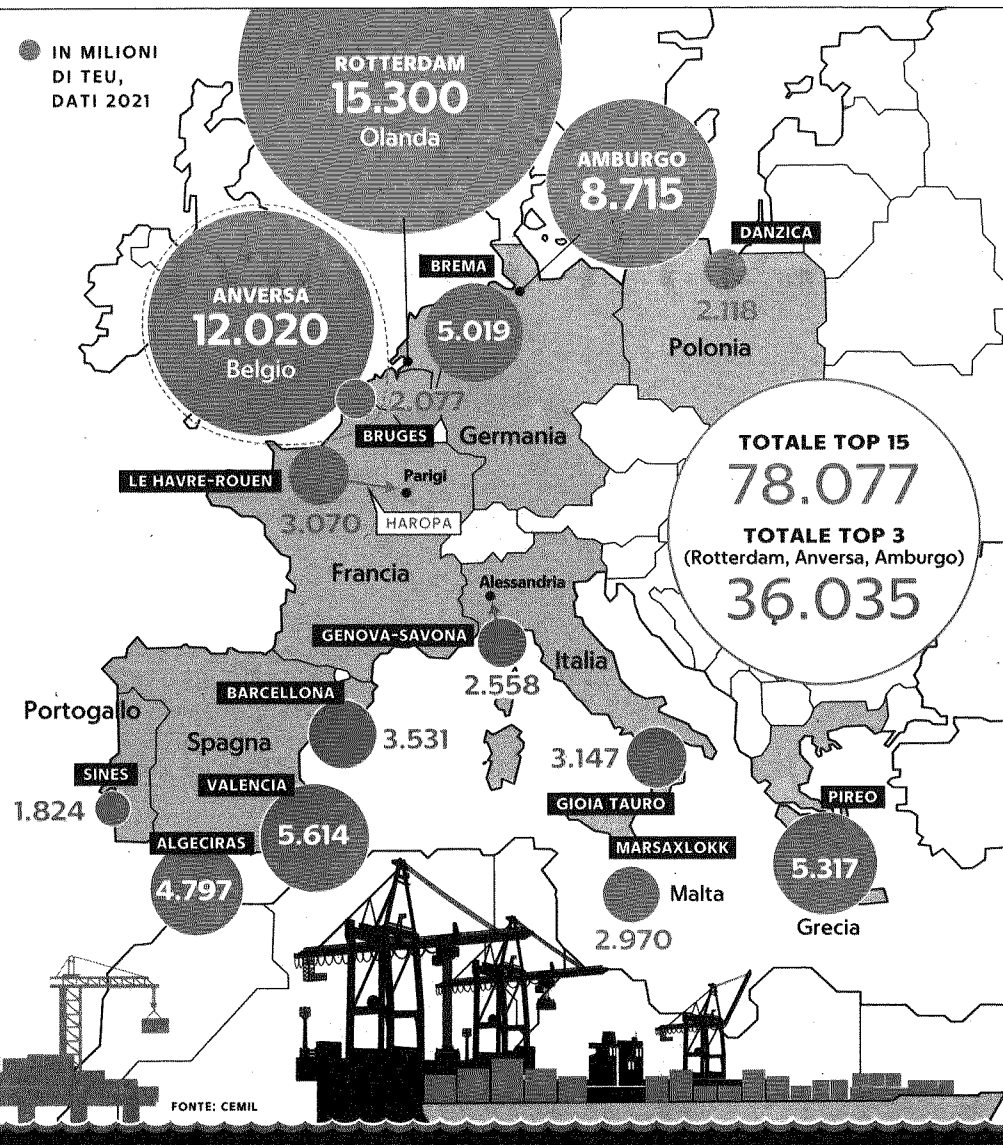 IN MILIONI
DI TEU,
DATI 2021
ROTTERDAM
15.300
Olanda
AMBURGO
8.715
DANZICA
2.118
Polonia
BREMA
5.019
ANVERSA
12.020
Belgio
2.077
BRUGES
Germania
LE HAVRE-ROUEN
3.070
Parigi
HAROPA
Francia
TOTALE TOP 15
78.077
TOTALE TOP 3
(Rotterdam, Anversa, Amburgo)
36.035
Alessandria
GENOVA-SAVONA
2.558
Italia
BARCELLONA
3.531
Portogallo
Spagna
SINES
1.824
VALENCIA
5.614
ALGECIRAS
4.797
3.147
GIOIA TAURO
MARSAXLOKK
Malta
2.970
PIREO
5.317
Grecia
FONTE: CEMIL